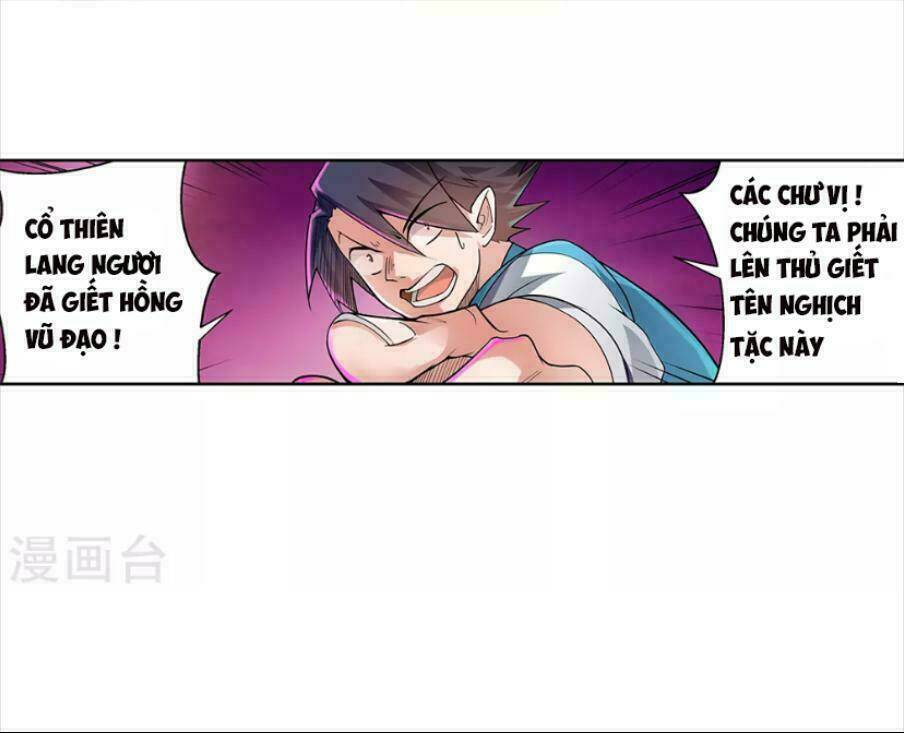 CỔ THIÊN
LANG NGƯƠI
ĐÃ GIẾT HỒNG
VŨ ĐẠO !
CÁC CHƯ VỊ !
CHÚNG TA PHẢI
LÊN THỦ GIẾT
TÊN NGHỊCH
TẶC NÀY
漫画台